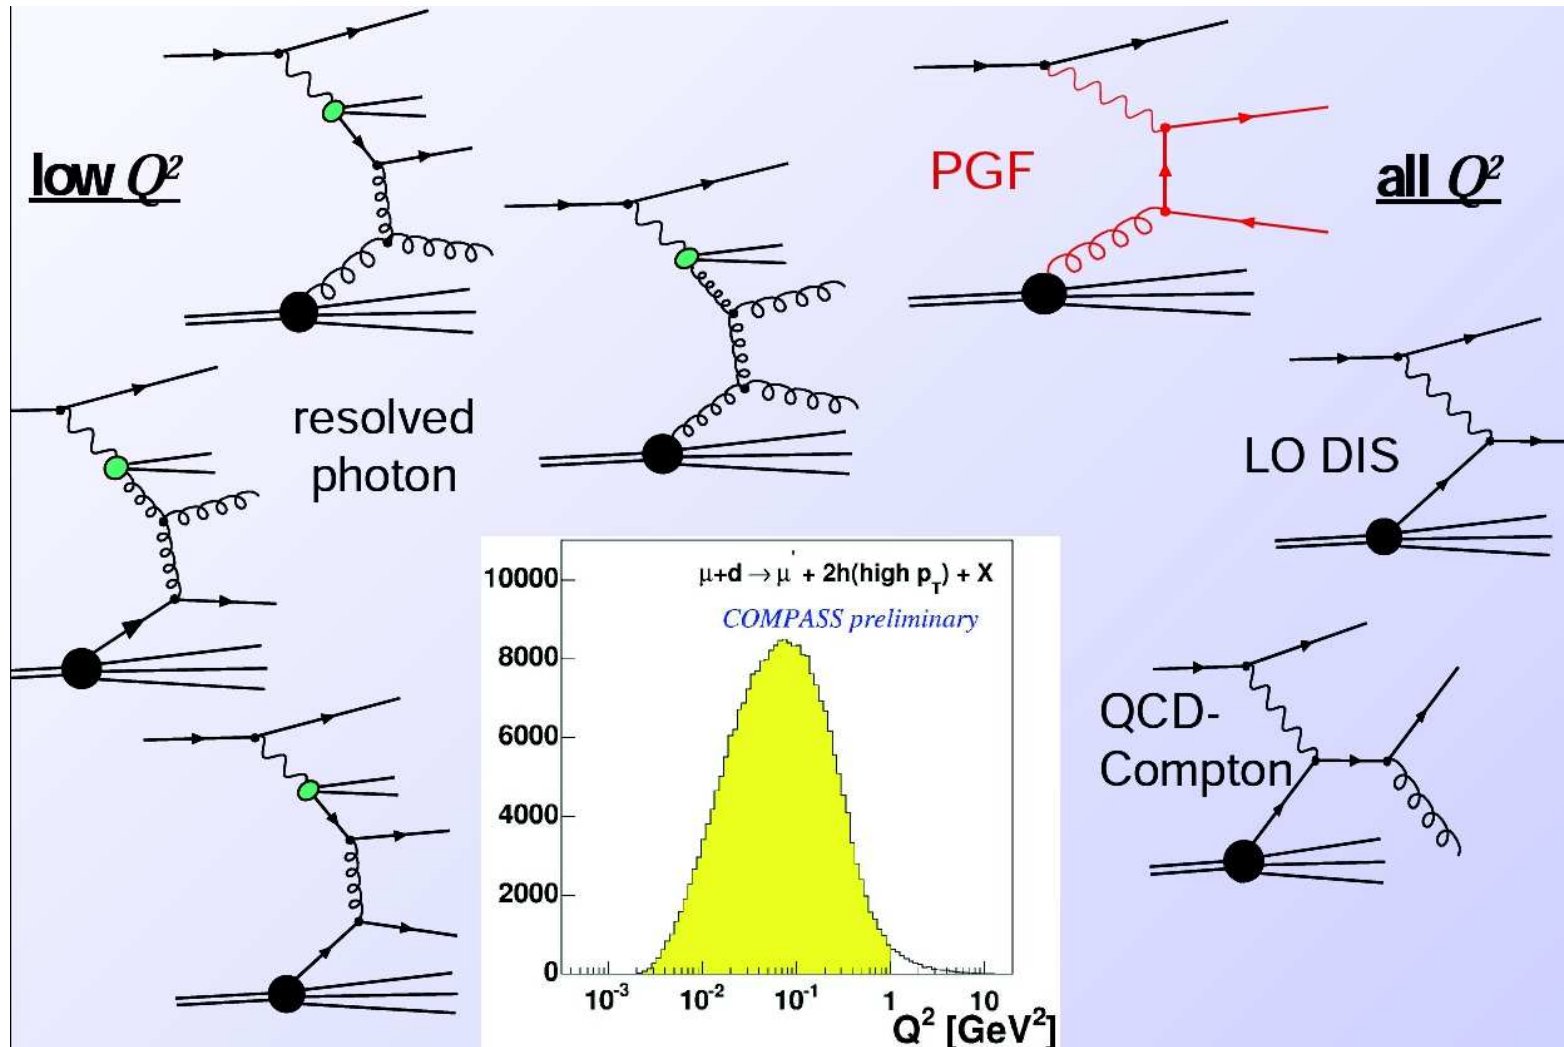 low Q²
PGF
all Q²
resolved
photon
LO DIS
QCD-
Compton
μ+d → μ' + 2h(high p_T) + X
COMPASS preliminary
10000
8000
6000
4000
2000
0
10⁻³ 10⁻² 10⁻¹ 1 10
Q² [GeV²]